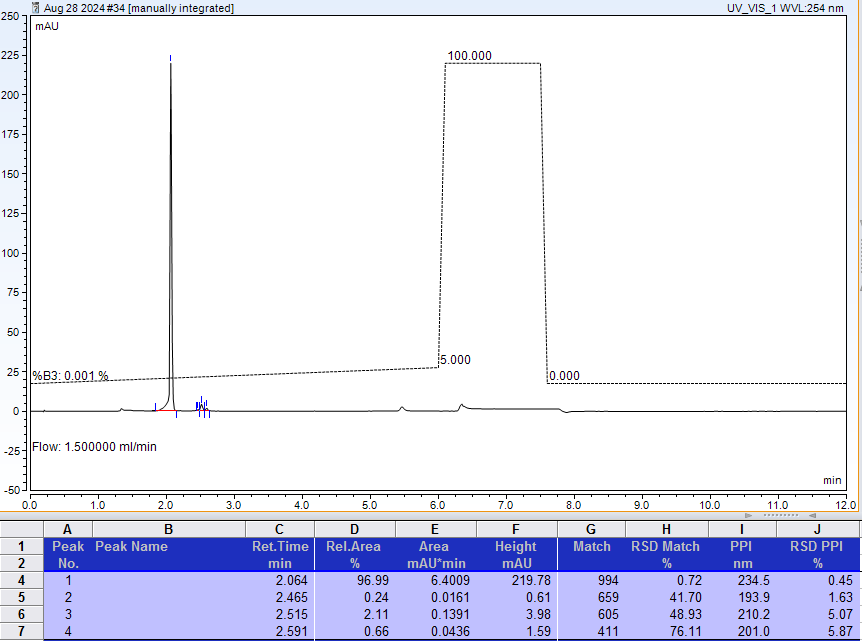 Aug 28 2024 #34 [manually integrated] UV_VIS_1 WVL:254 nm
250 mAU
225
200
175
150
125
100
75
50
25
0
-25
-50
100.000
5.000
%B3: 0.001 %
0.000
Flow: 1.500000 ml/min
min
0.0 1.0 2.0 3.0 4.0 5.0 6.0 7.0 8.0 9.0 10.0 11.0 12.0
A B C D E F G H I J
1 Peak Peak Name Ret.Time Rel.Area Area Height Match RSD Match PPI RSD PPI
2 No. min % mAU*min mAU % nm %
4 1 2.064 96.99 6.4009 219.78 994 0.72 234.5 0.45
5 2 2.465 0.24 0.0161 0.61 659 41.70 193.9 1.63
6 3 2.515 2.11 0.1391 3.98 605 48.93 210.2 5.07
7 4 2.591 0.66 0.0436 1.59 411 76.11 201.0 5.87